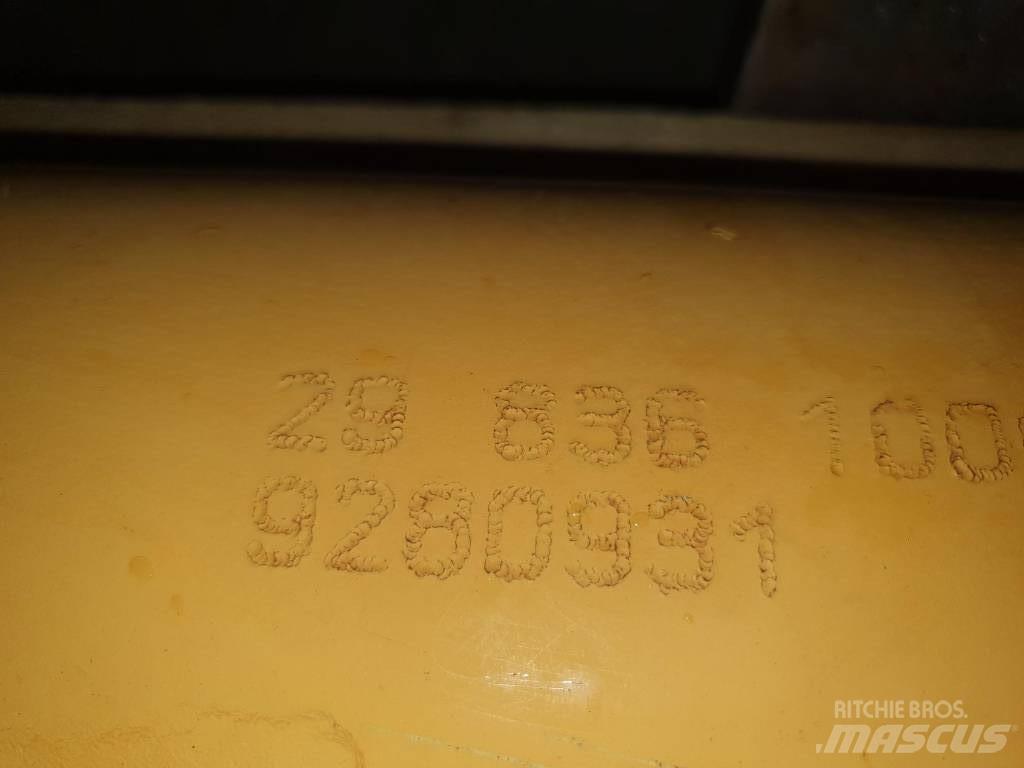 29 836 100
9280931
RITCHIE BROS.
MASCUS